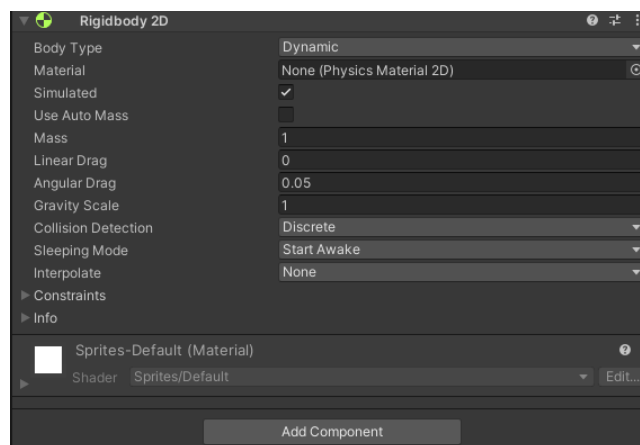 Rigidbody 2D
Body Type Dynamic
Material None (Physics Material 2D)
Simulated
Use Auto Mass
Mass 1
Linear Drag 0
Angular Drag 0.05
Gravity Scale 1
Collision Detection Discrete
Sleeping Mode Start Awake
Interpolate None
Constraints
Info
Sprites-Default (Material)
Shader Sprites/Default Edit...
Add Component